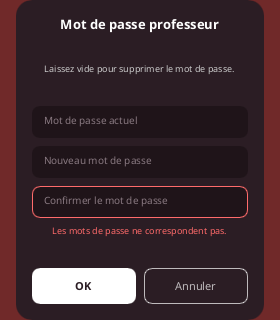 Mot de passe professeur
Laissez vide pour supprimer le mot de passe.
Mot de passe actuel
Nouveau mot de passe
Confirmer le mot de passe
Les mots de passe ne correspondent pas.
OK
Annuler